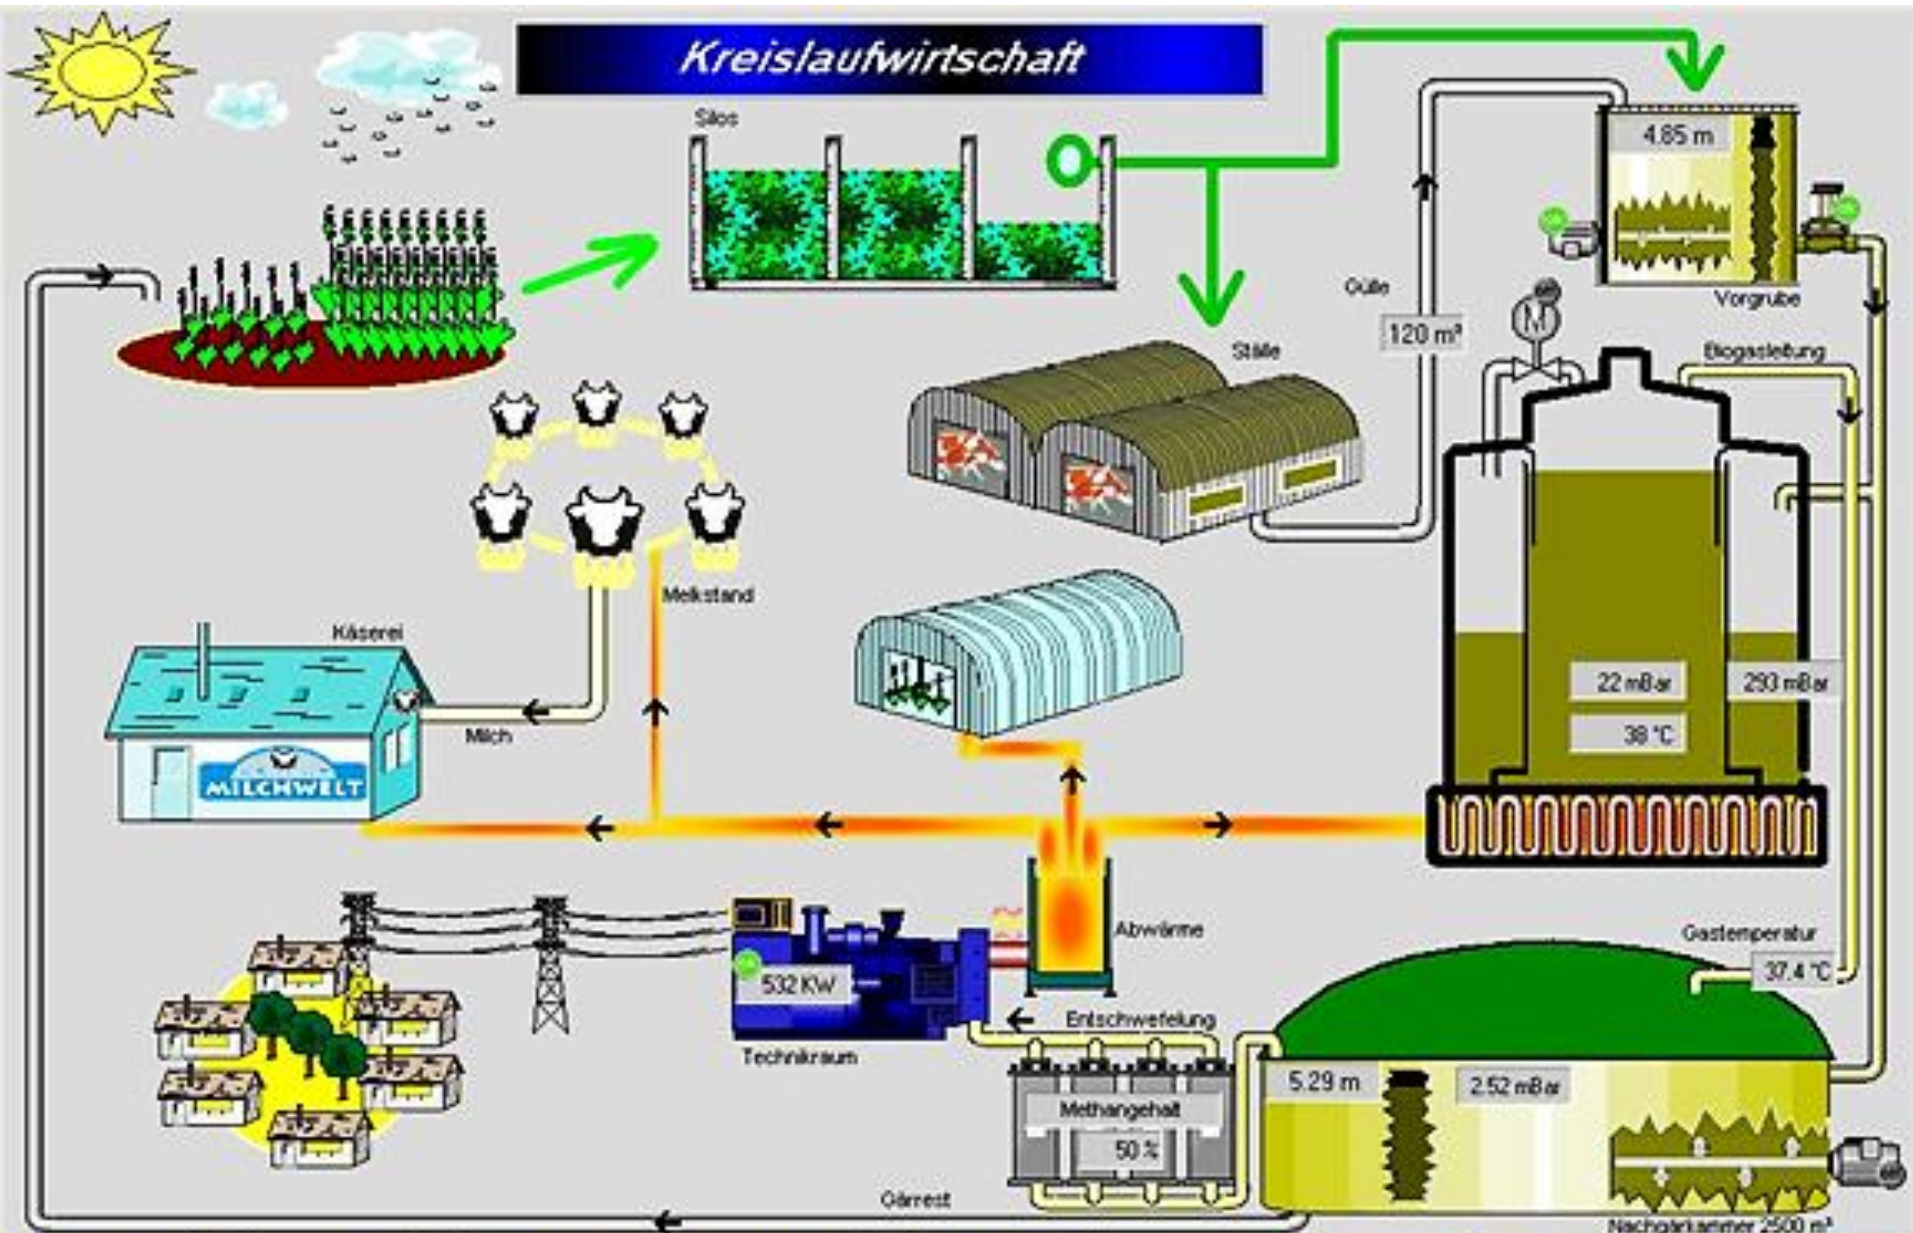 Kreislaufwirtschaft
Silos
4.85 m
Vorgrube
Gülle
120 m³
Ställe
M
Biogasleitung
Melkstand
Käserei
Milch
MILCHWELT
22 mBar
293 mBar
38 °C
Abwärme
Gastemperatur
37.4 °C
532 KW
Technikraum
Entschwefelung
5.29 m
2.52 mBar
Methangehalt
50 %
Gärrest
Nachgärkammer 2500 m³